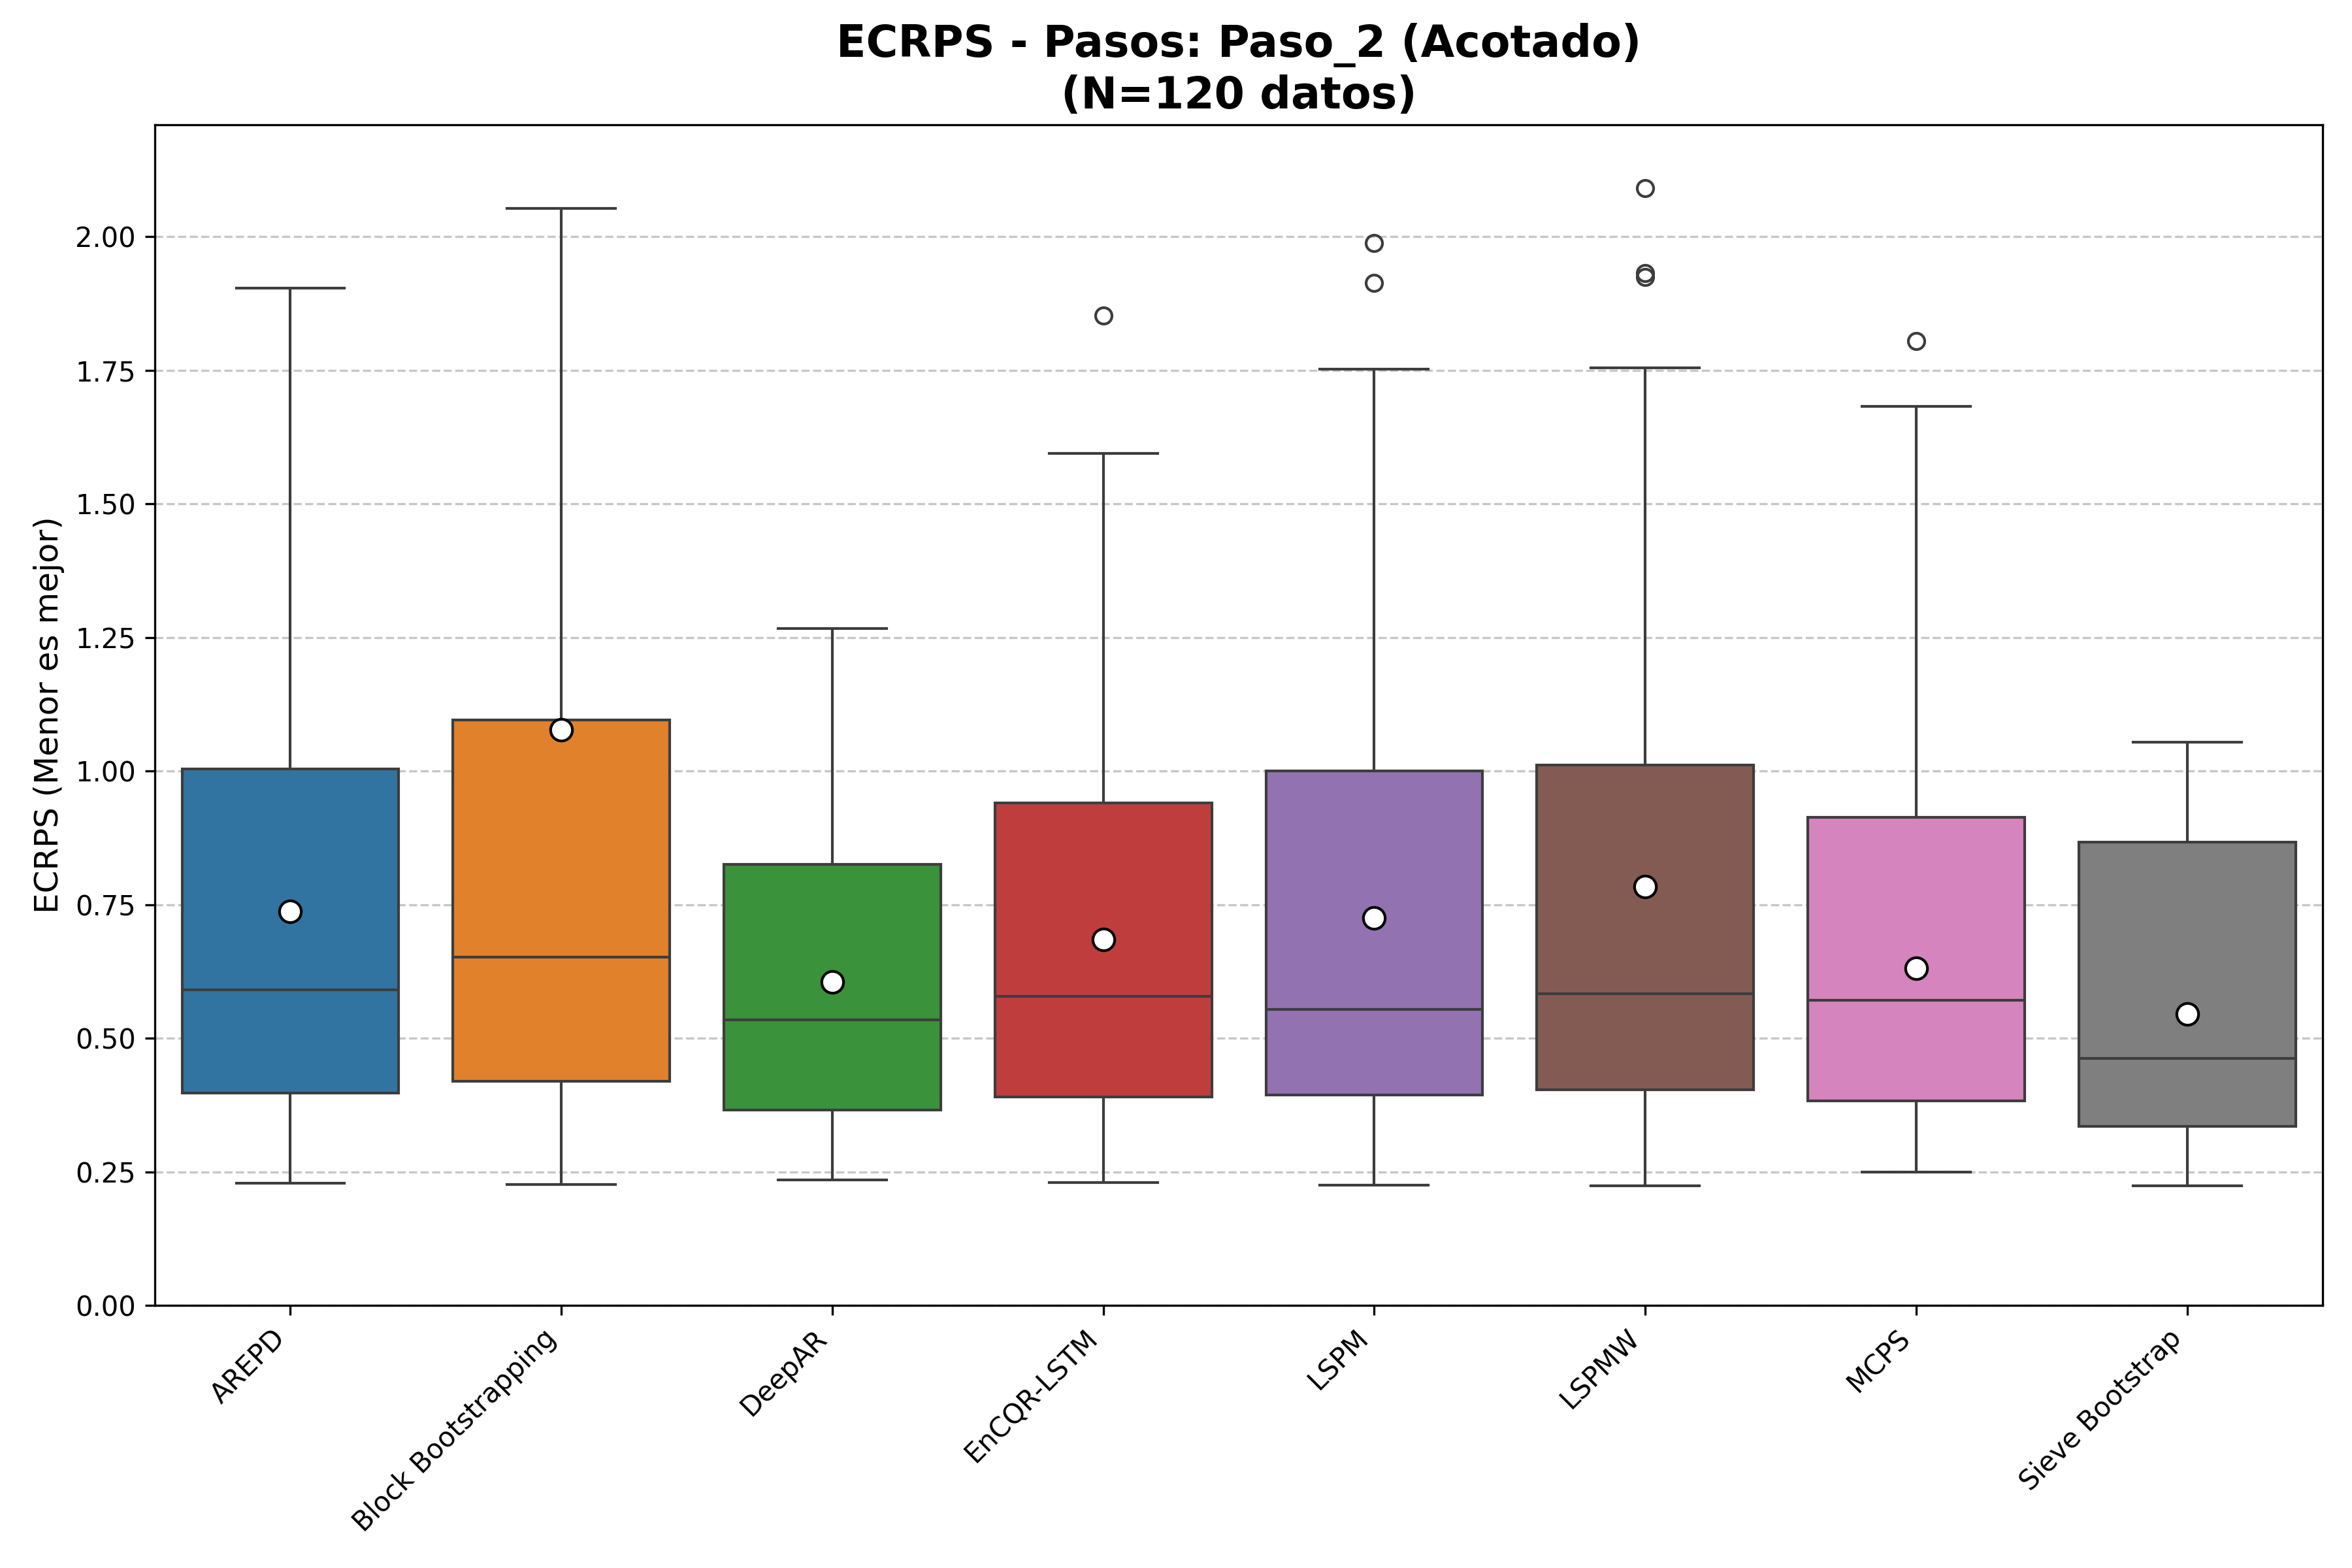 ECRPS - Pasos: Paso_2 (Acotado)
(N=120 datos)
ECRPS (Menor es mejor)
2.00
1.75
1.50
1.25
1.00
0.75
0.50
0.25
0.00
AREPD
Block Bootstrapping
DeepAR
EnCQR-LSTM
LSPM
LSPMW
MCPS
Sieve Bootstrap